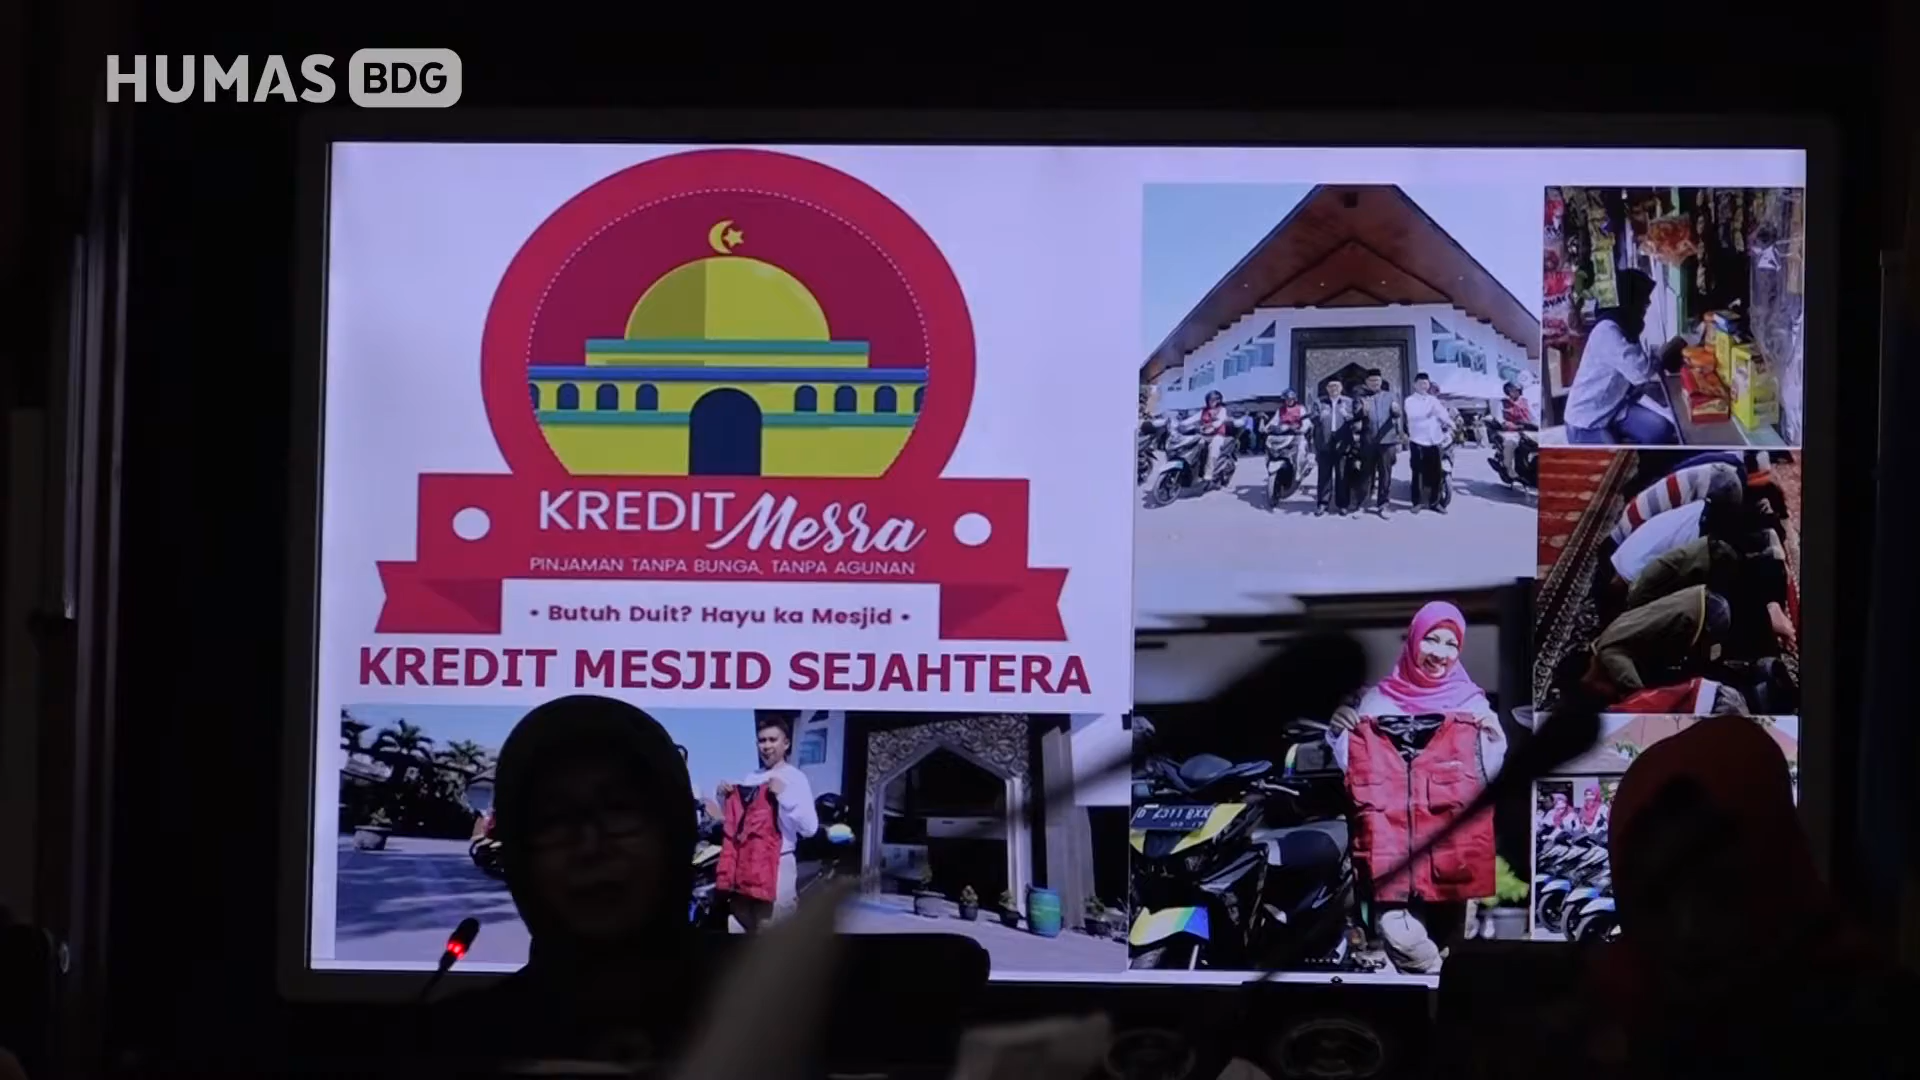 HUMAS BDG
KREDIT Mesra
PINJAMAN TANPA BUNGA, TANPA AGUNAN
• Butuh Duit? Hayu ka Mesjid •
KREDIT MESJID SEJAHTERA